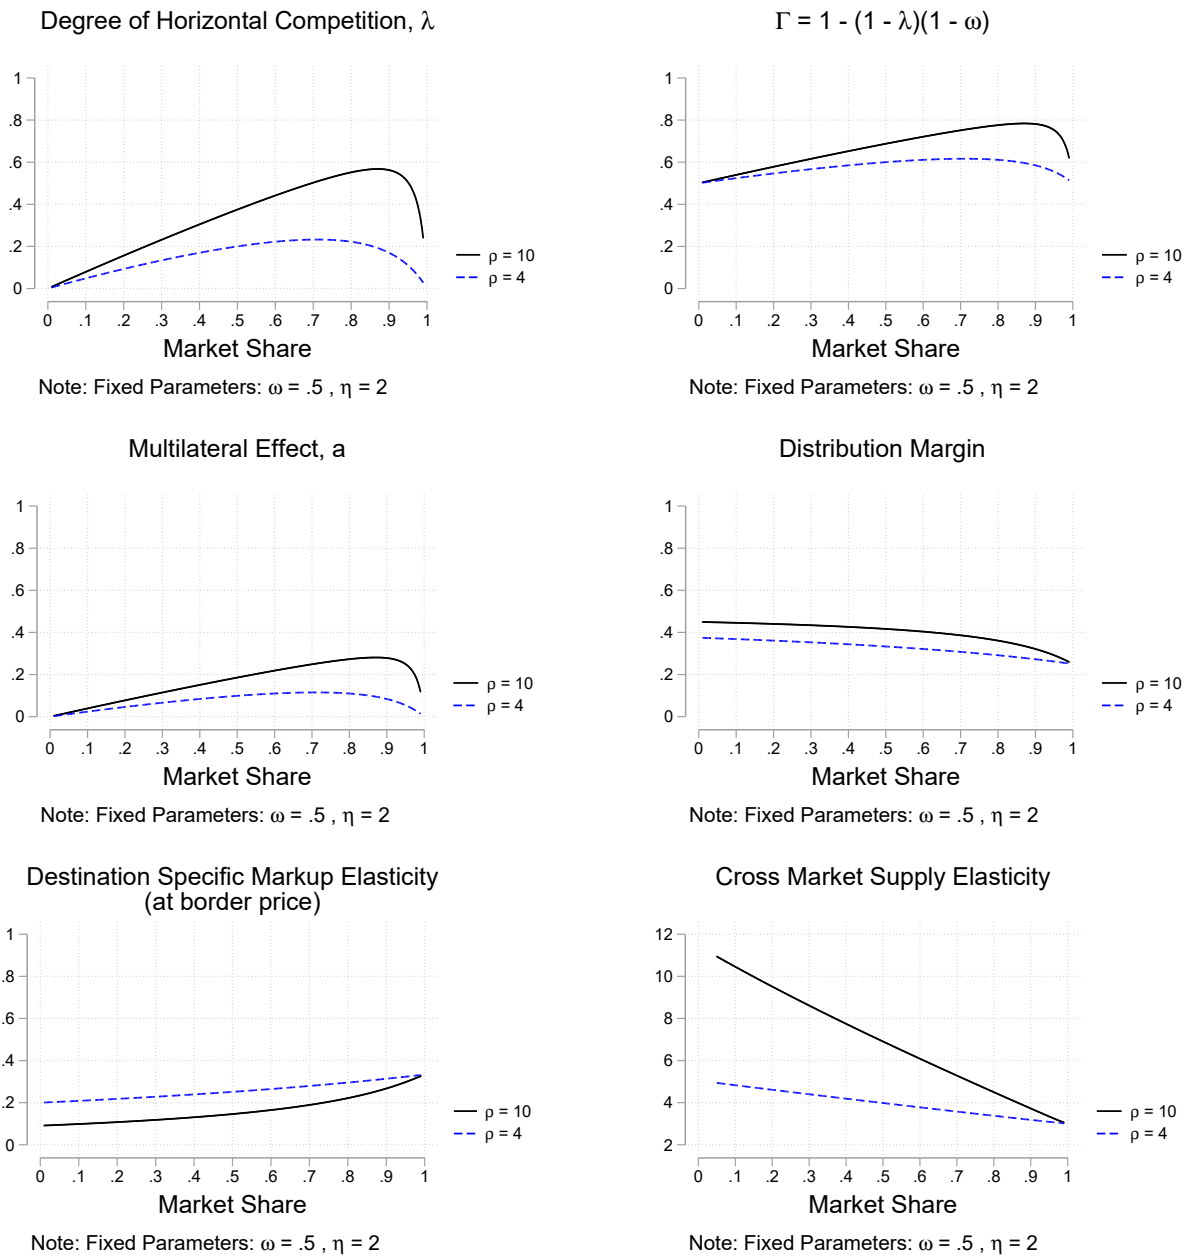 Degree of Horizontal Competition, λ
1
.8
.6
.4
.2
0
0 .1 .2 .3 .4 .5 .6 .7 .8 .9 1
Market Share
ρ = 10
ρ = 4
Note: Fixed Parameters: ω = .5 , η = 2
Γ = 1 - (1 - λ)(1 - ω)
1
.8
.6
.4
.2
0
0 .1 .2 .3 .4 .5 .6 .7 .8 .9 1
Market Share
ρ = 10
ρ = 4
Note: Fixed Parameters: ω = .5 , η = 2
Multilateral Effect, a
1
.8
.6
.4
.2
0
0 .1 .2 .3 .4 .5 .6 .7 .8 .9 1
Market Share
ρ = 10
ρ = 4
Note: Fixed Parameters: ω = .5 , η = 2
Distribution Margin
1
.8
.6
.4
.2
0
0 .1 .2 .3 .4 .5 .6 .7 .8 .9 1
Market Share
ρ = 10
ρ = 4
Note: Fixed Parameters: ω = .5 , η = 2
Destination Specific Markup Elasticity
(at border price)
1
.8
.6
.4
.2
0
0 .1 .2 .3 .4 .5 .6 .7 .8 .9 1
Market Share
ρ = 10
ρ = 4
Note: Fixed Parameters: ω = .5 , η = 2
Cross Market Supply Elasticity
12
10
8
6
4
2
0 .1 .2 .3 .4 .5 .6 .7 .8 .9 1
Market Share
ρ = 10
ρ = 4
Note: Fixed Parameters: ω = .5 , η = 2